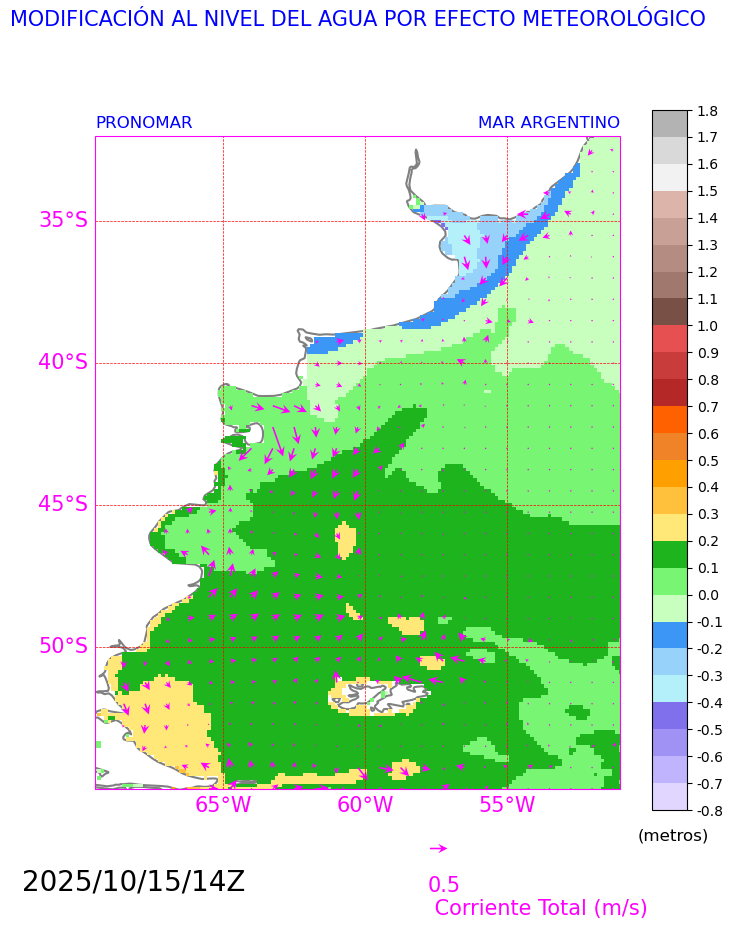 MODIFICACIÓN AL NIVEL DEL AGUA POR EFECTO METEOROLÓGICO
PRONOMAR MAR ARGENTINO
35°S
40°S
45°S
50°S
65°W 60°W 55°W
1.8
1.7
1.6
1.5
1.4
1.3
1.2
1.1
1.0
0.9
0.8
0.7
0.6
0.5
0.4
0.3
0.2
0.1
0.0
-0.1
-0.2
-0.3
-0.4
-0.5
-0.6
-0.7
-0.8
(metros)
2025/10/15/14Z
0.5
Corriente Total (m/s)